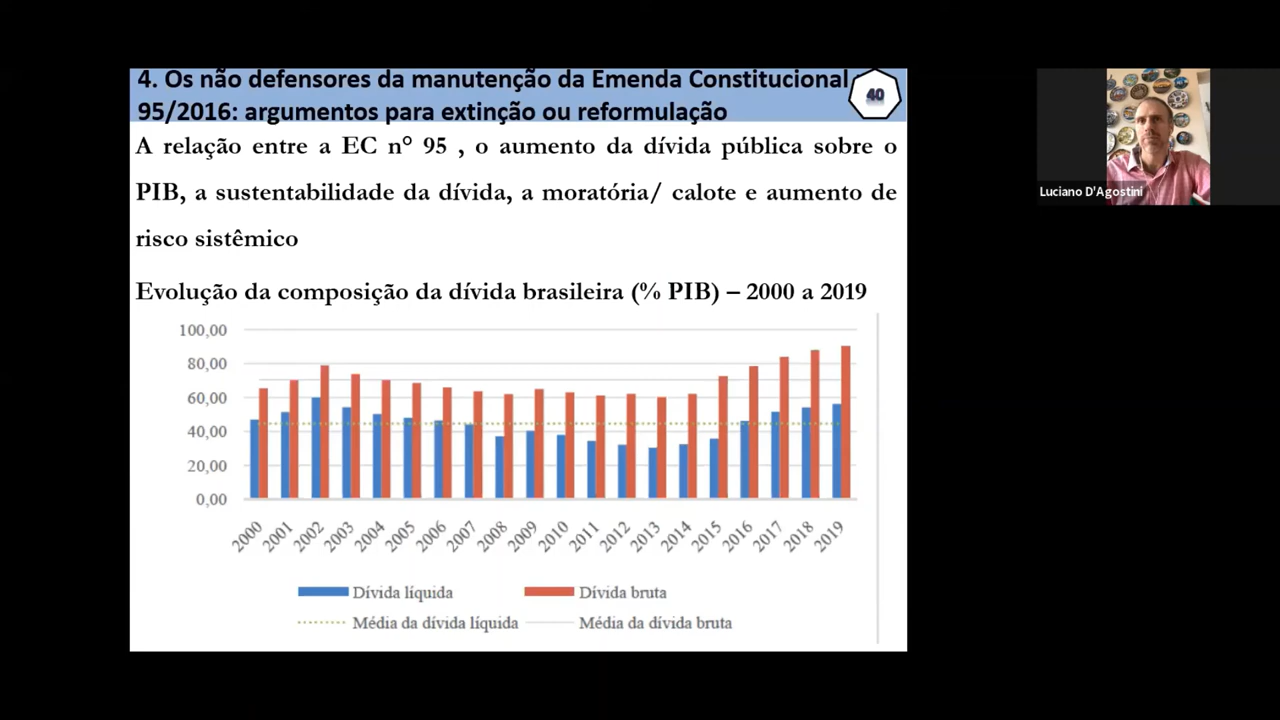 4. Os não defensores da manutenção da Emenda Constitucional
95/2016: argumentos para extinção ou reformulação
40
A relação entre a EC n° 95 , o aumento da dívida pública sobre o
PIB, a sustentabilidade da dívida, a moratória/ calote e aumento de
risco sistêmico
Evolução da composição da dívida brasileira (% PIB) – 2000 a 2019
100,00
80,00
60,00
40,00
20,00
0,00
2000 2001 2002 2003 2004 2005 2006 2007 2008 2009 2010 2011 2012 2013 2014 2015 2016 2017 2018 2019
Dívida líquida Dívida bruta
Média da dívida líquida Média da dívida bruta
Luciano D'Agostini